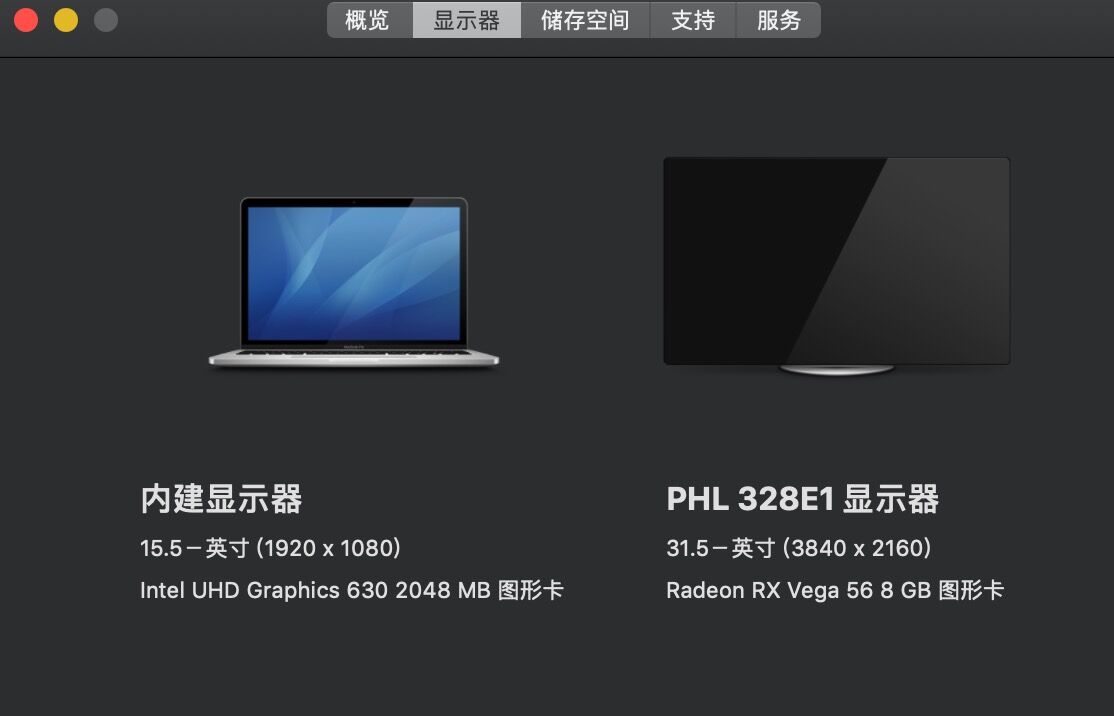 概览 显示器 储存空间 支持 服务
内建显示器
15.5－英寸 (1920 x 1080)
Intel UHD Graphics 630 2048 MB 图形卡
PHL 328E1 显示器
31.5－英寸 (3840 x 2160)
Radeon RX Vega 56 8 GB 图形卡